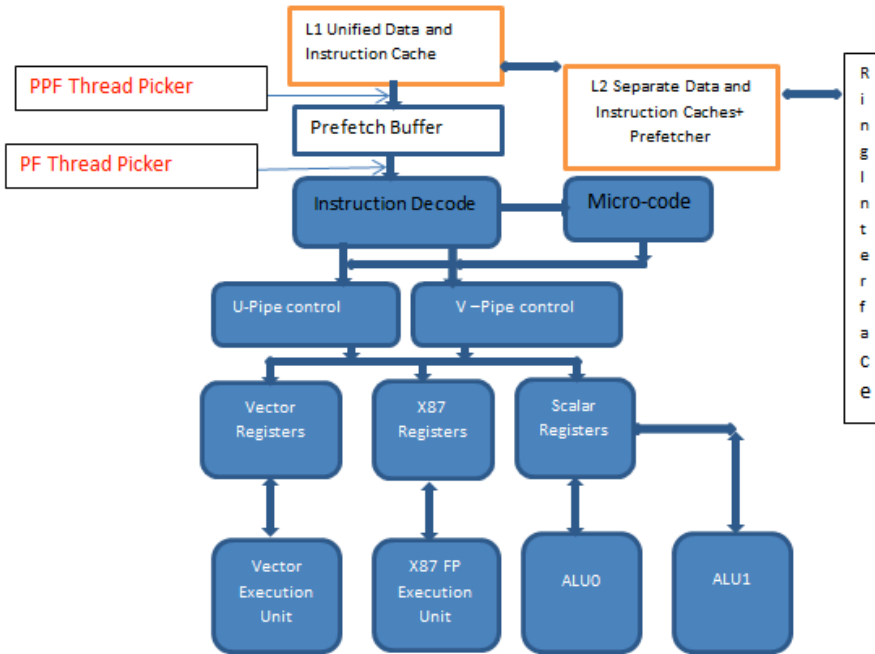 L1 Unified Data and
Instruction Cache
PPF Thread Picker
L2 Separate Data and
Instruction Caches+
Prefetcher
Prefetch Buffer
PF Thread Picker
Instruction Decode
Micro-code
R
i
n
g
I
n
t
e
r
f
a
c
e
U-Pipe control
V –Pipe control
Vector
Registers
X87
Registers
Scalar
Registers
Vector
Execution
Unit
X87 FP
Execution
Unit
ALU0
ALU1